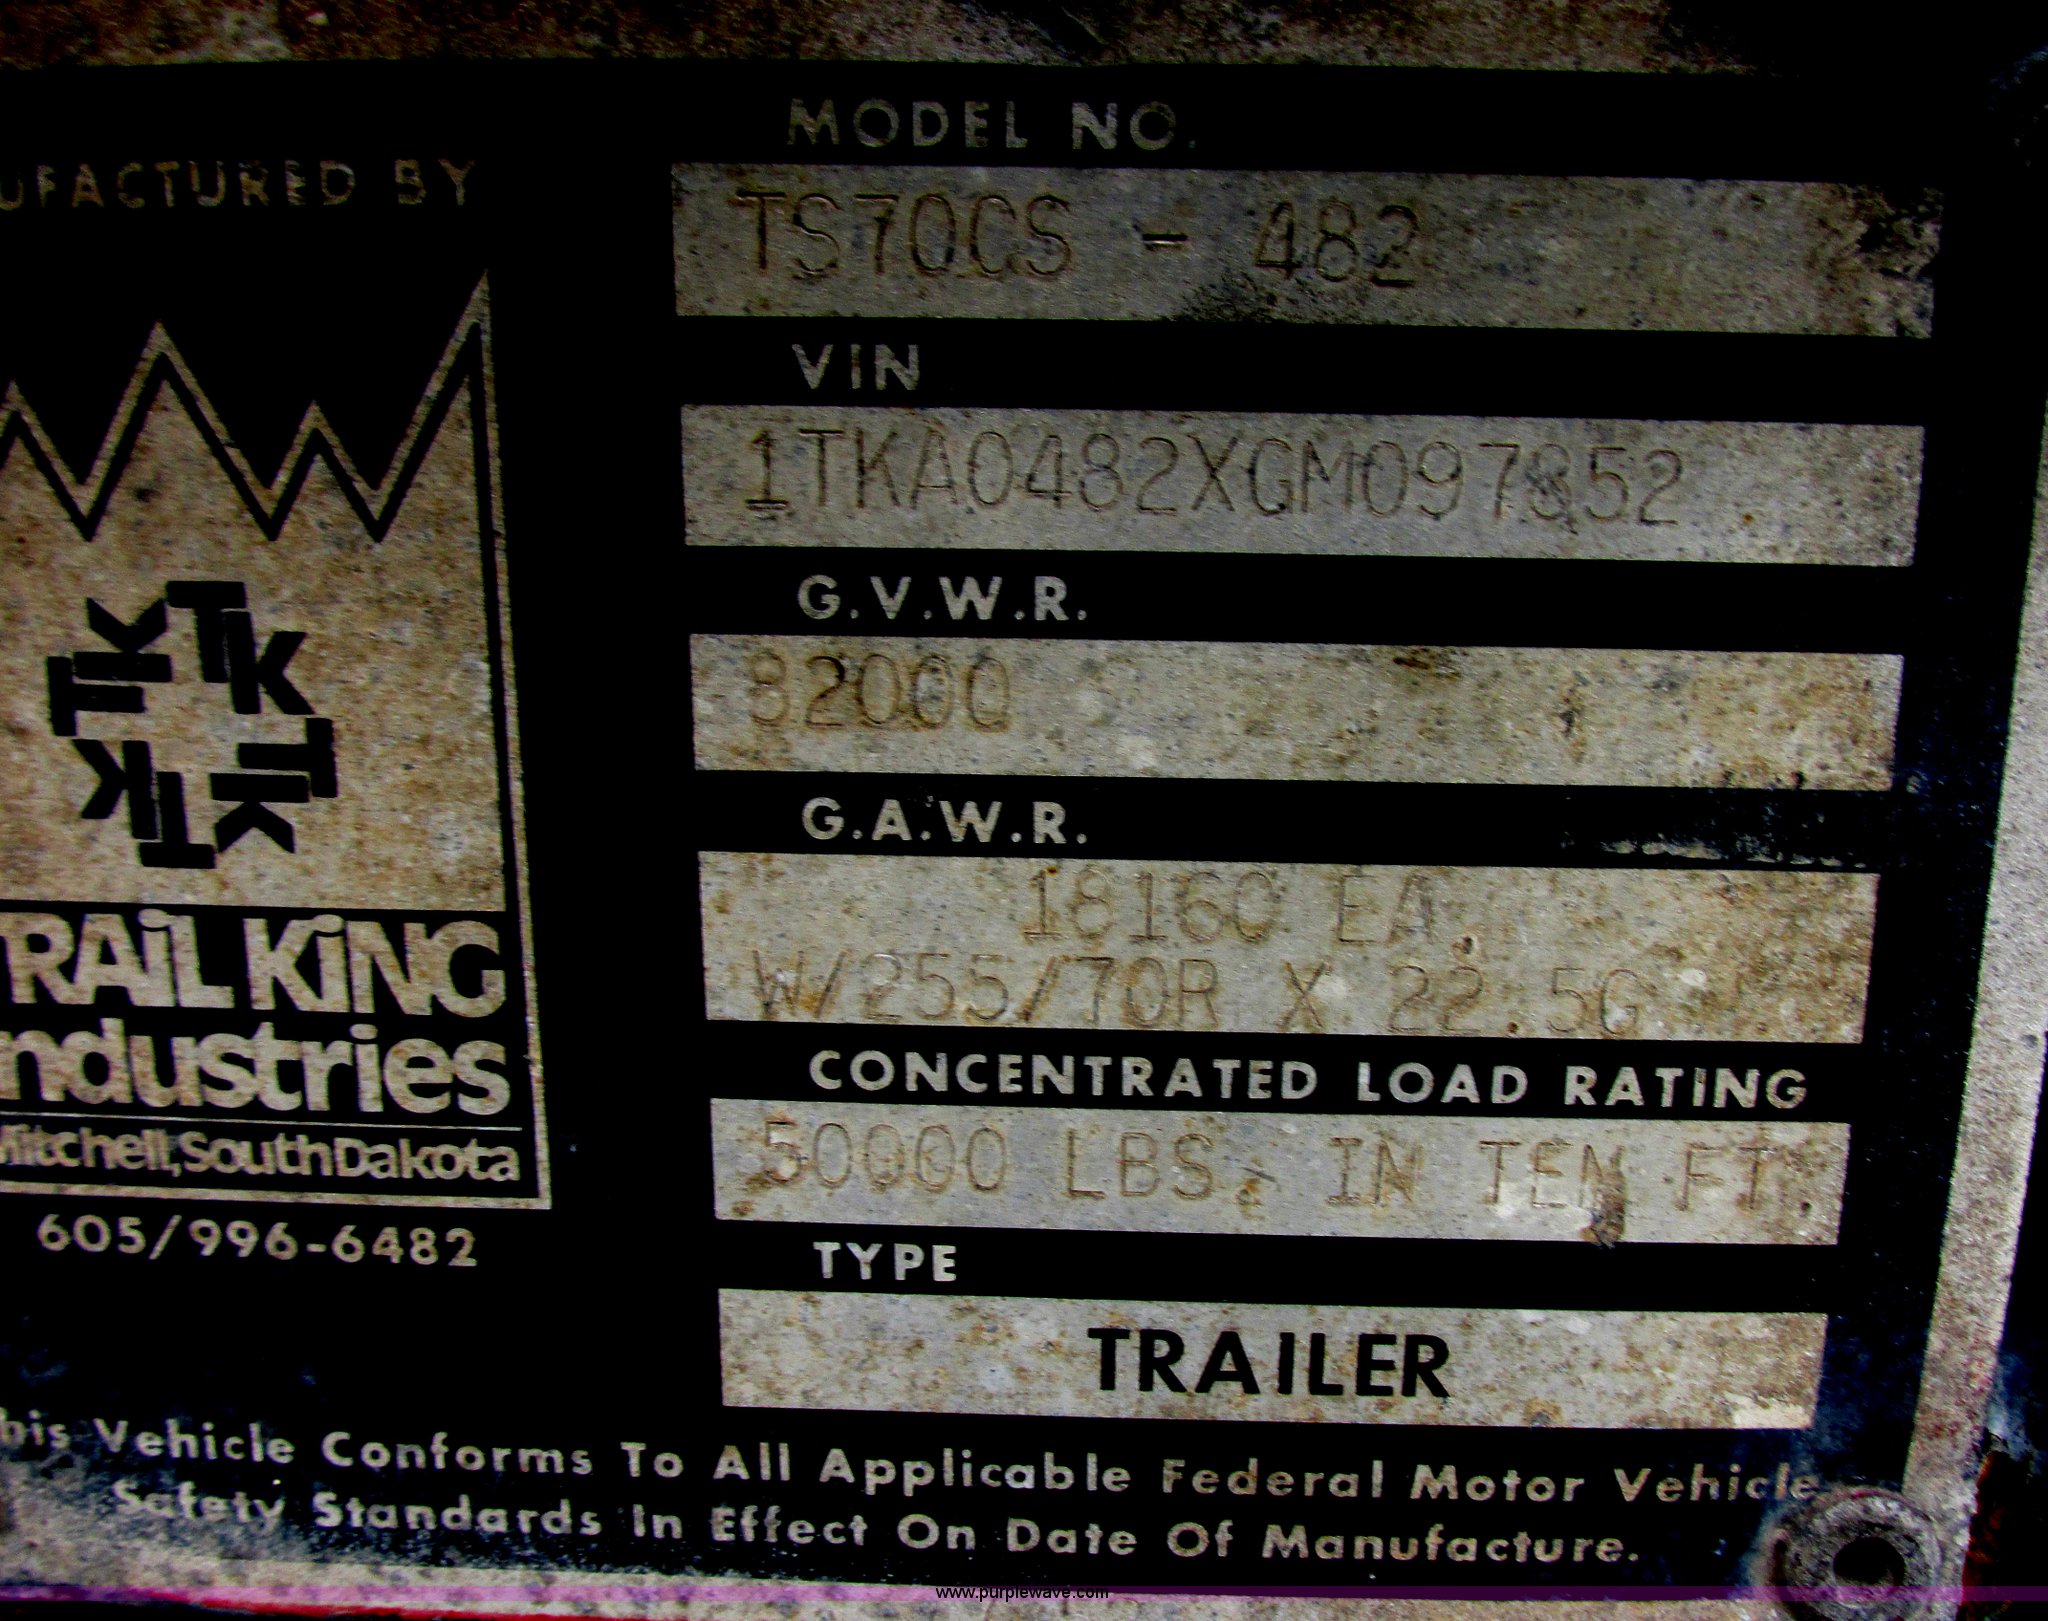 UFACTURED BY
TK TK TK TK
TRAiL KiNG
industries
Mitchell, South Dakota
605/996-6482
MODEL NO.
TS70CS - 482
VIN
1TKA0482XGM097852
G.V.W.R.
82000
G.A.W.R.
18160 EA.
W/255/70R X 22.5G
CONCENTRATED LOAD RATING
50000 LBS. IN TEN FT.
TYPE
TRAILER
his Vehicle Conforms To All Applicable Federal Motor Vehicle
Safety Standards In Effect On Date Of Manufacture.
www.purplewave.com